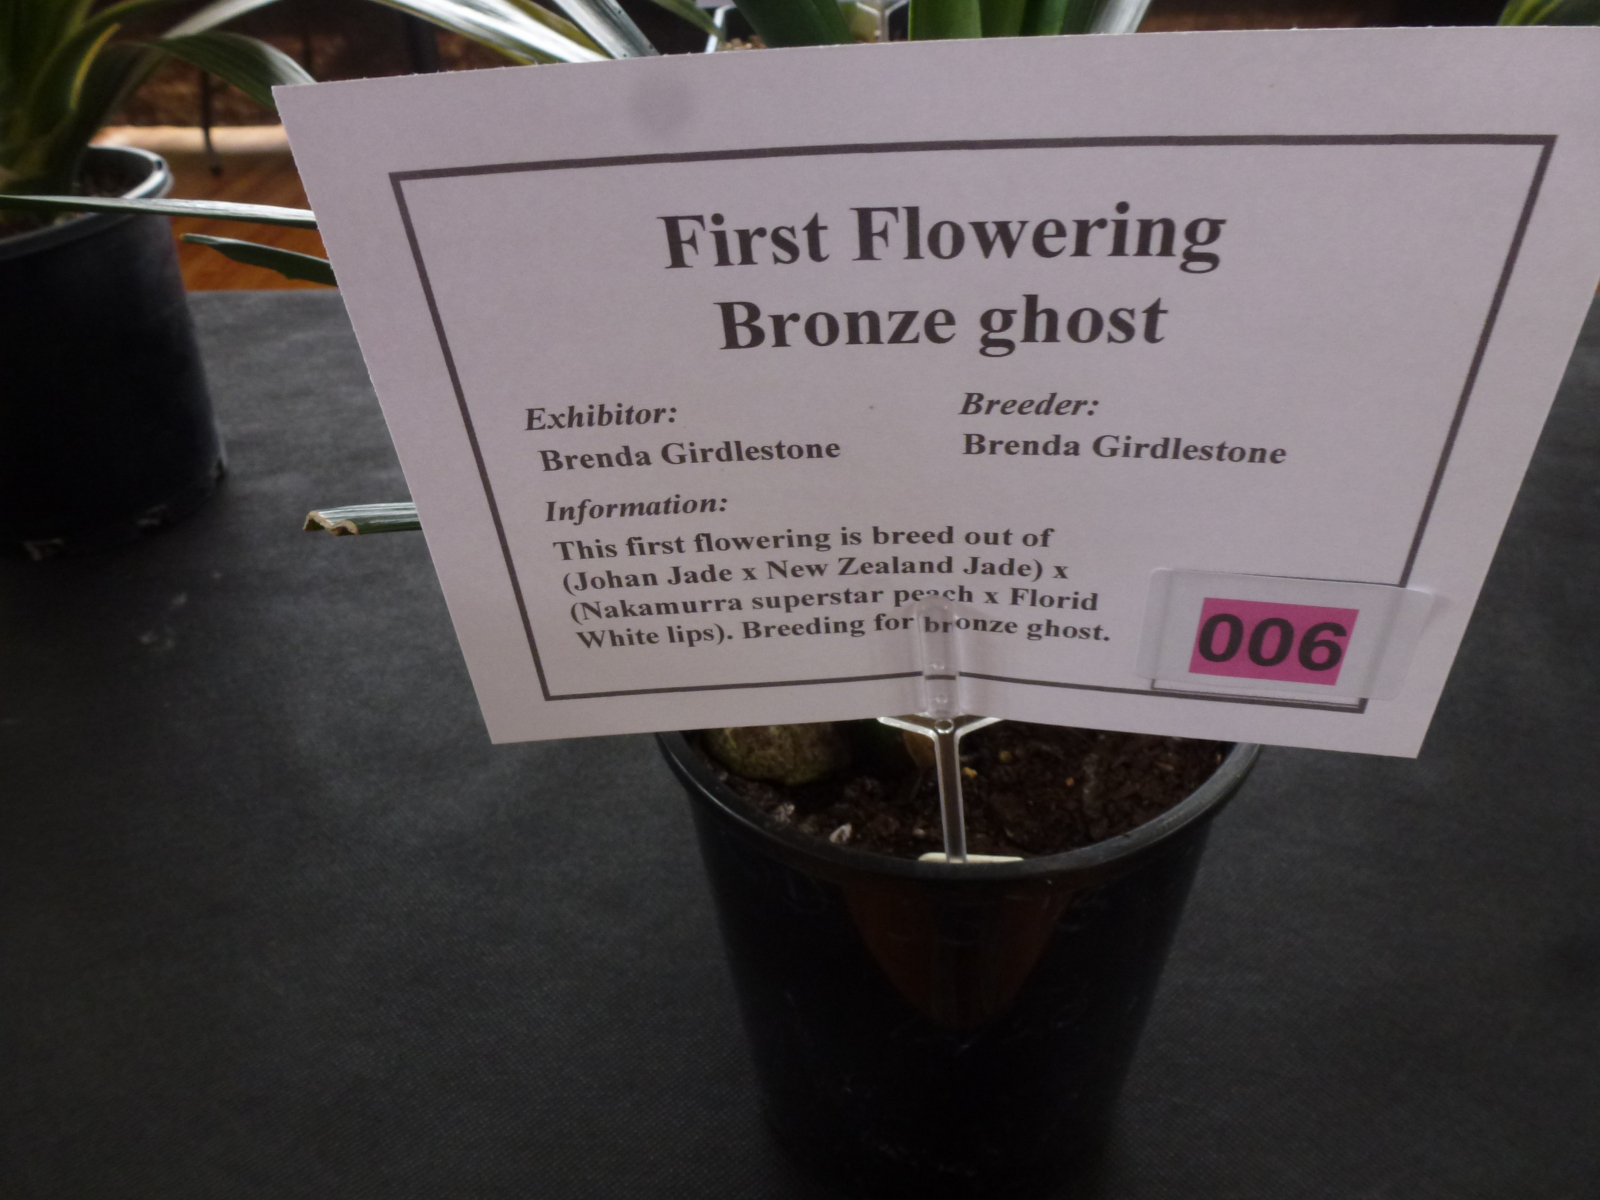 First Flowering
Bronze ghost
Exhibitor:
Brenda Girdlestone
Breeder:
Brenda Girdlestone
Information:
This first flowering is breed out of
(Johan Jade x New Zealand Jade) x
(Nakamurra superstar peach x Florid
White lips). Breeding for bronze ghost.
006